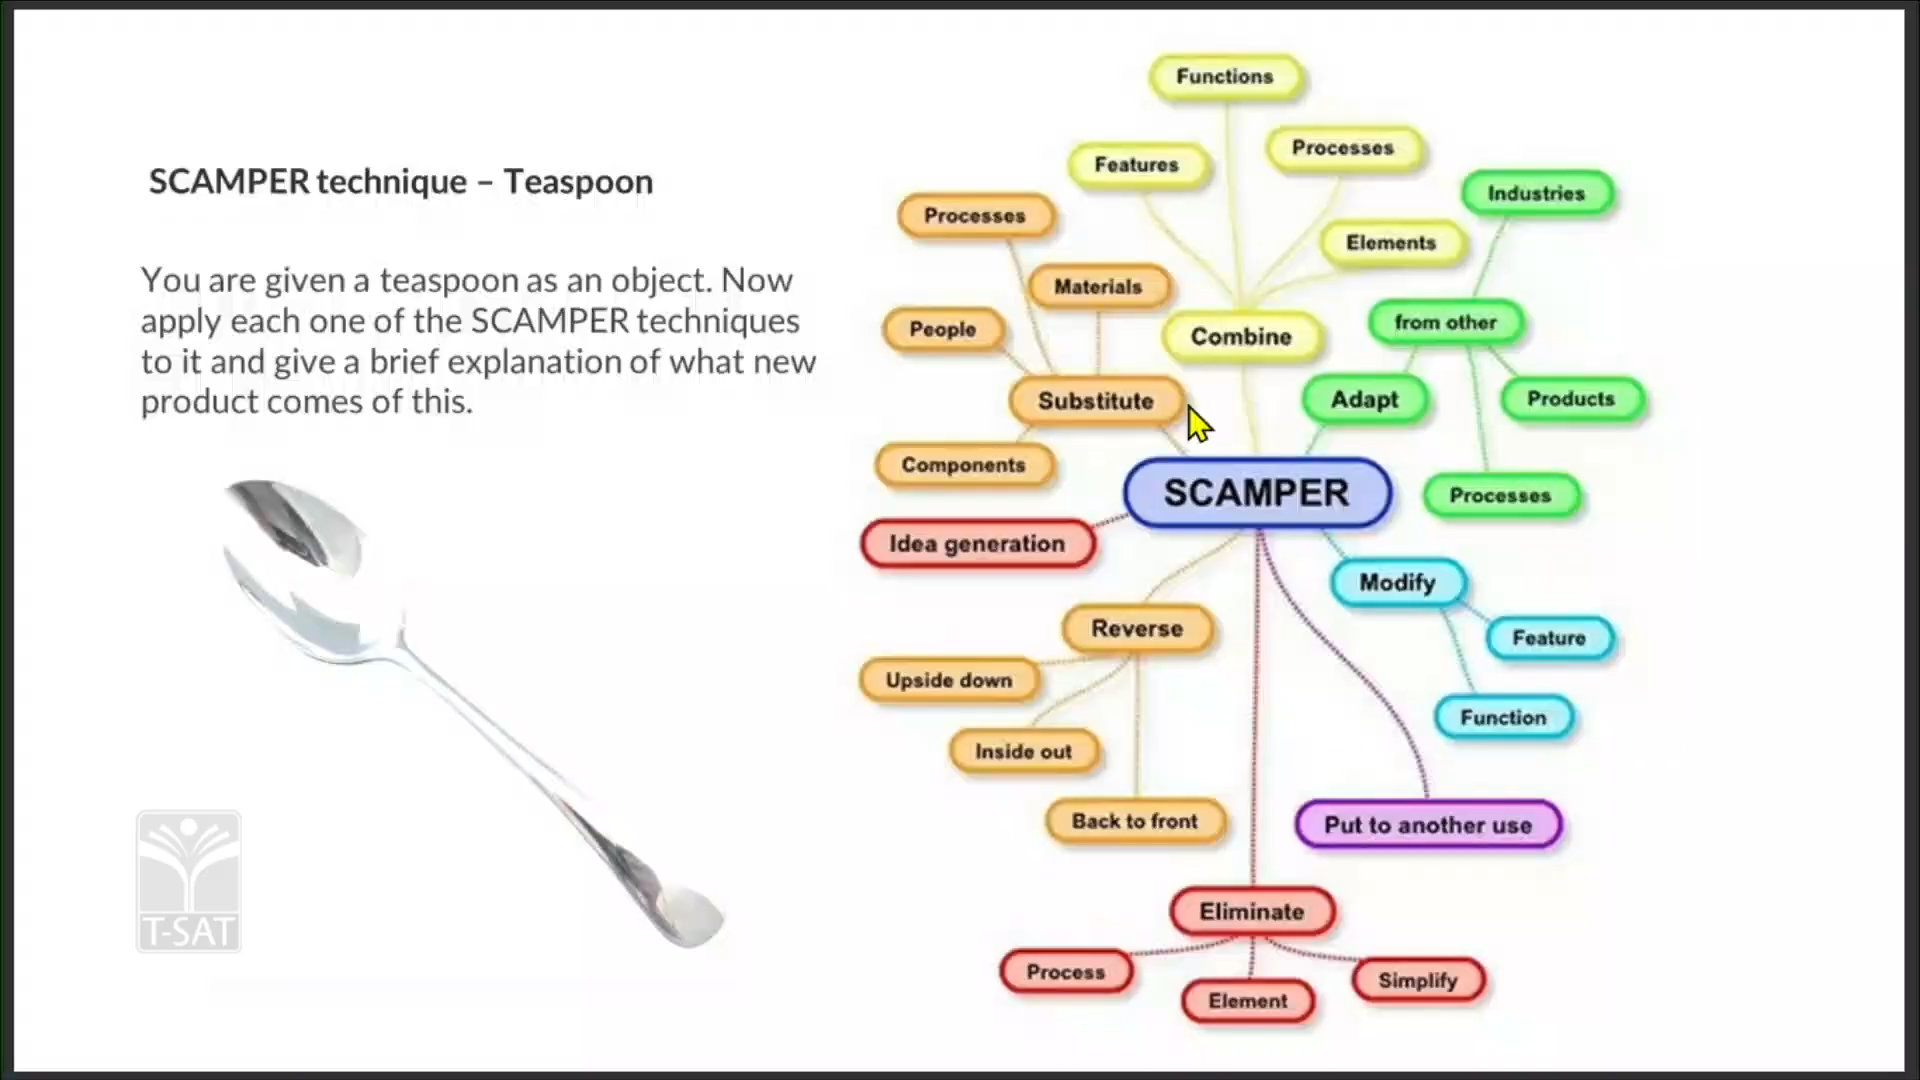 SCAMPER technique – Teaspoon
You are given a teaspoon as an object. Now
apply each one of the SCAMPER techniques
to it and give a brief explanation of what new
product comes of this.
T-SAT
Functions
Processes
Features
Industries
Processes
Elements
Materials
from other
People
Combine
Adapt
Products
Substitute
Components
SCAMPER
Processes
Idea generation
Modify
Reverse
Feature
Upside down
Function
Inside out
Back to front
Put to another use
Eliminate
Process
Simplify
Element